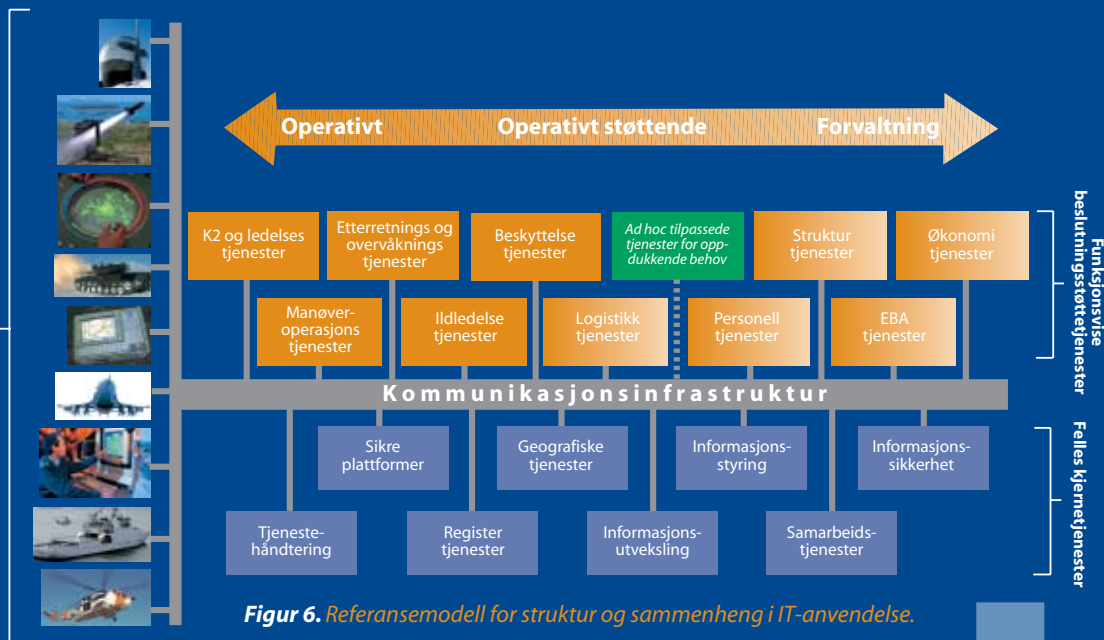 Operativt Operativt støttende Forvaltning
K2 og ledelses
tjenester
Etterretnings og
overvåknings
tjenester
Beskyttelse
tjenester
Ad hoc tilpassede
tjenester for opp-
dukkende behov
Struktur
tjenester
Økonomi
tjenester
Manøver-
operasjons
tjenester
Ildledelse
tjenester
Logistikk
tjenester
Personell
tjenester
EBA
tjenester
Funksjonsvise
beslutningsstøttetjenester
Kommunikasjonsinfrastruktur
Sikre
plattformer
Geografiske
tjenester
Informasjons-
styring
Informasjons-
sikkerhet
Tjeneste-
håndtering
Register
tjenester
Informasjons-
utveksling
Samarbeids-
tjenester
Felles kjernetjenester
Figur 6. Referansemodell for struktur og sammenheng i IT-anvendelse.